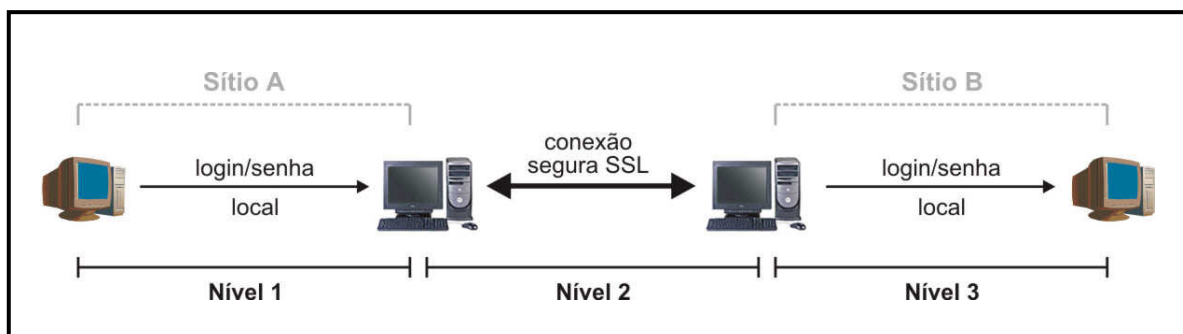 Sítio A
Sítio B
login/senha
local
conexão
segura SSL
login/senha
local
Nível 1
Nível 2
Nível 3